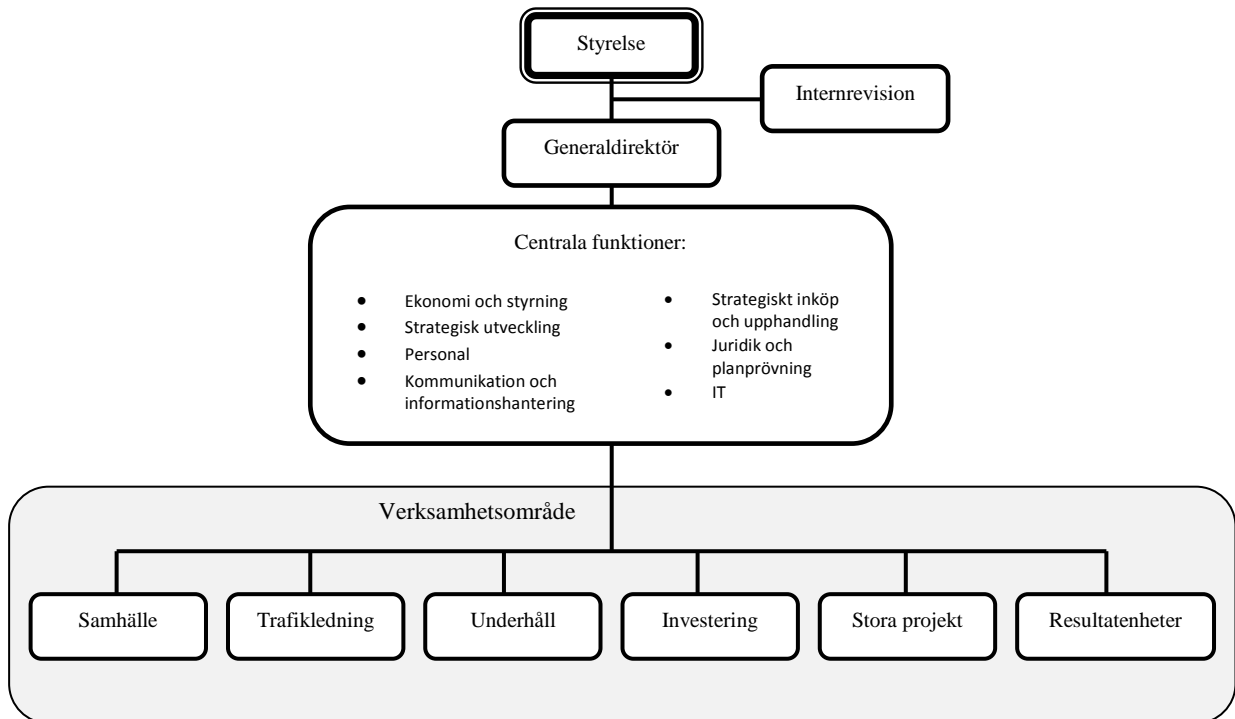 Styrelse
Internrevision
Generaldirektör
Centrala funktioner:
• Ekonomi och styrning
• Strategisk utveckling
• Personal
• Kommunikation och
informationshantering
• Strategiskt inköp
och upphandling
• Juridik och
planprövning
• IT
Verksamhetsområde
Samhälle
Trafikledning
Underhåll
Investering
Stora projekt
Resultatenheter